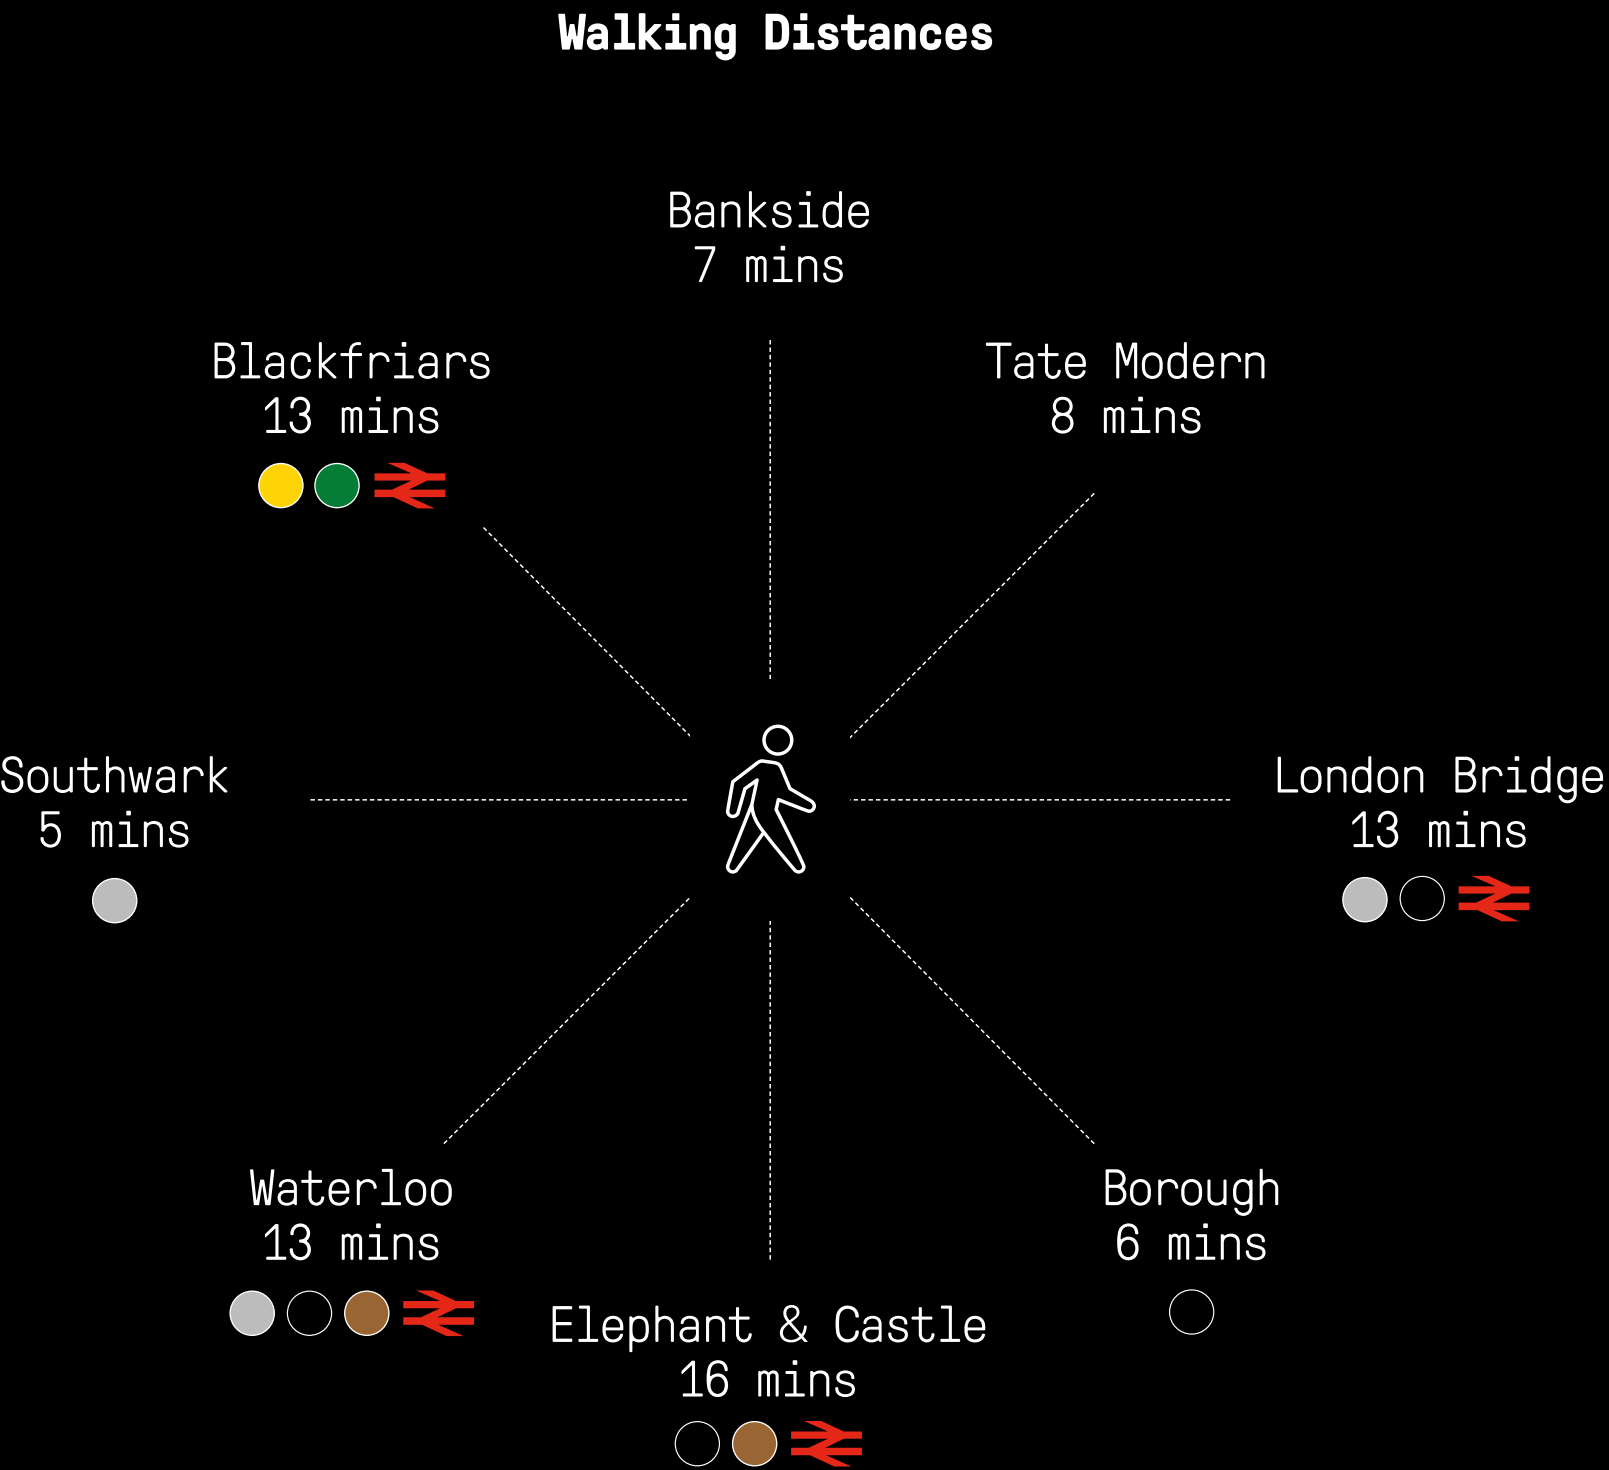 Walking Distances
Bankside
7 mins
Blackfriars
13 mins
Tate Modern
8 mins
Southwark
5 mins
London Bridge
13 mins
Waterloo
13 mins
Borough
6 mins
Elephant & Castle
16 mins